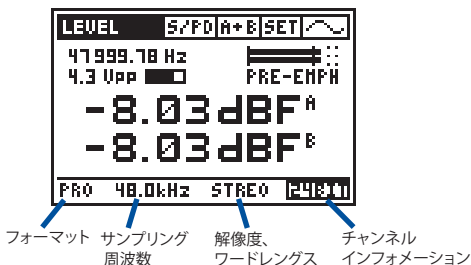 LEVEL S/PD A+B SET
47999.78 Hz
4.3 Vpp PRE-EMPH
-8.03dBF A
-8.03dBF B
PRO 48.0kHz STREO 24BIT
フォーマット サンプリング周波数 解像度、ワードレングス チャンネルインフォメーション